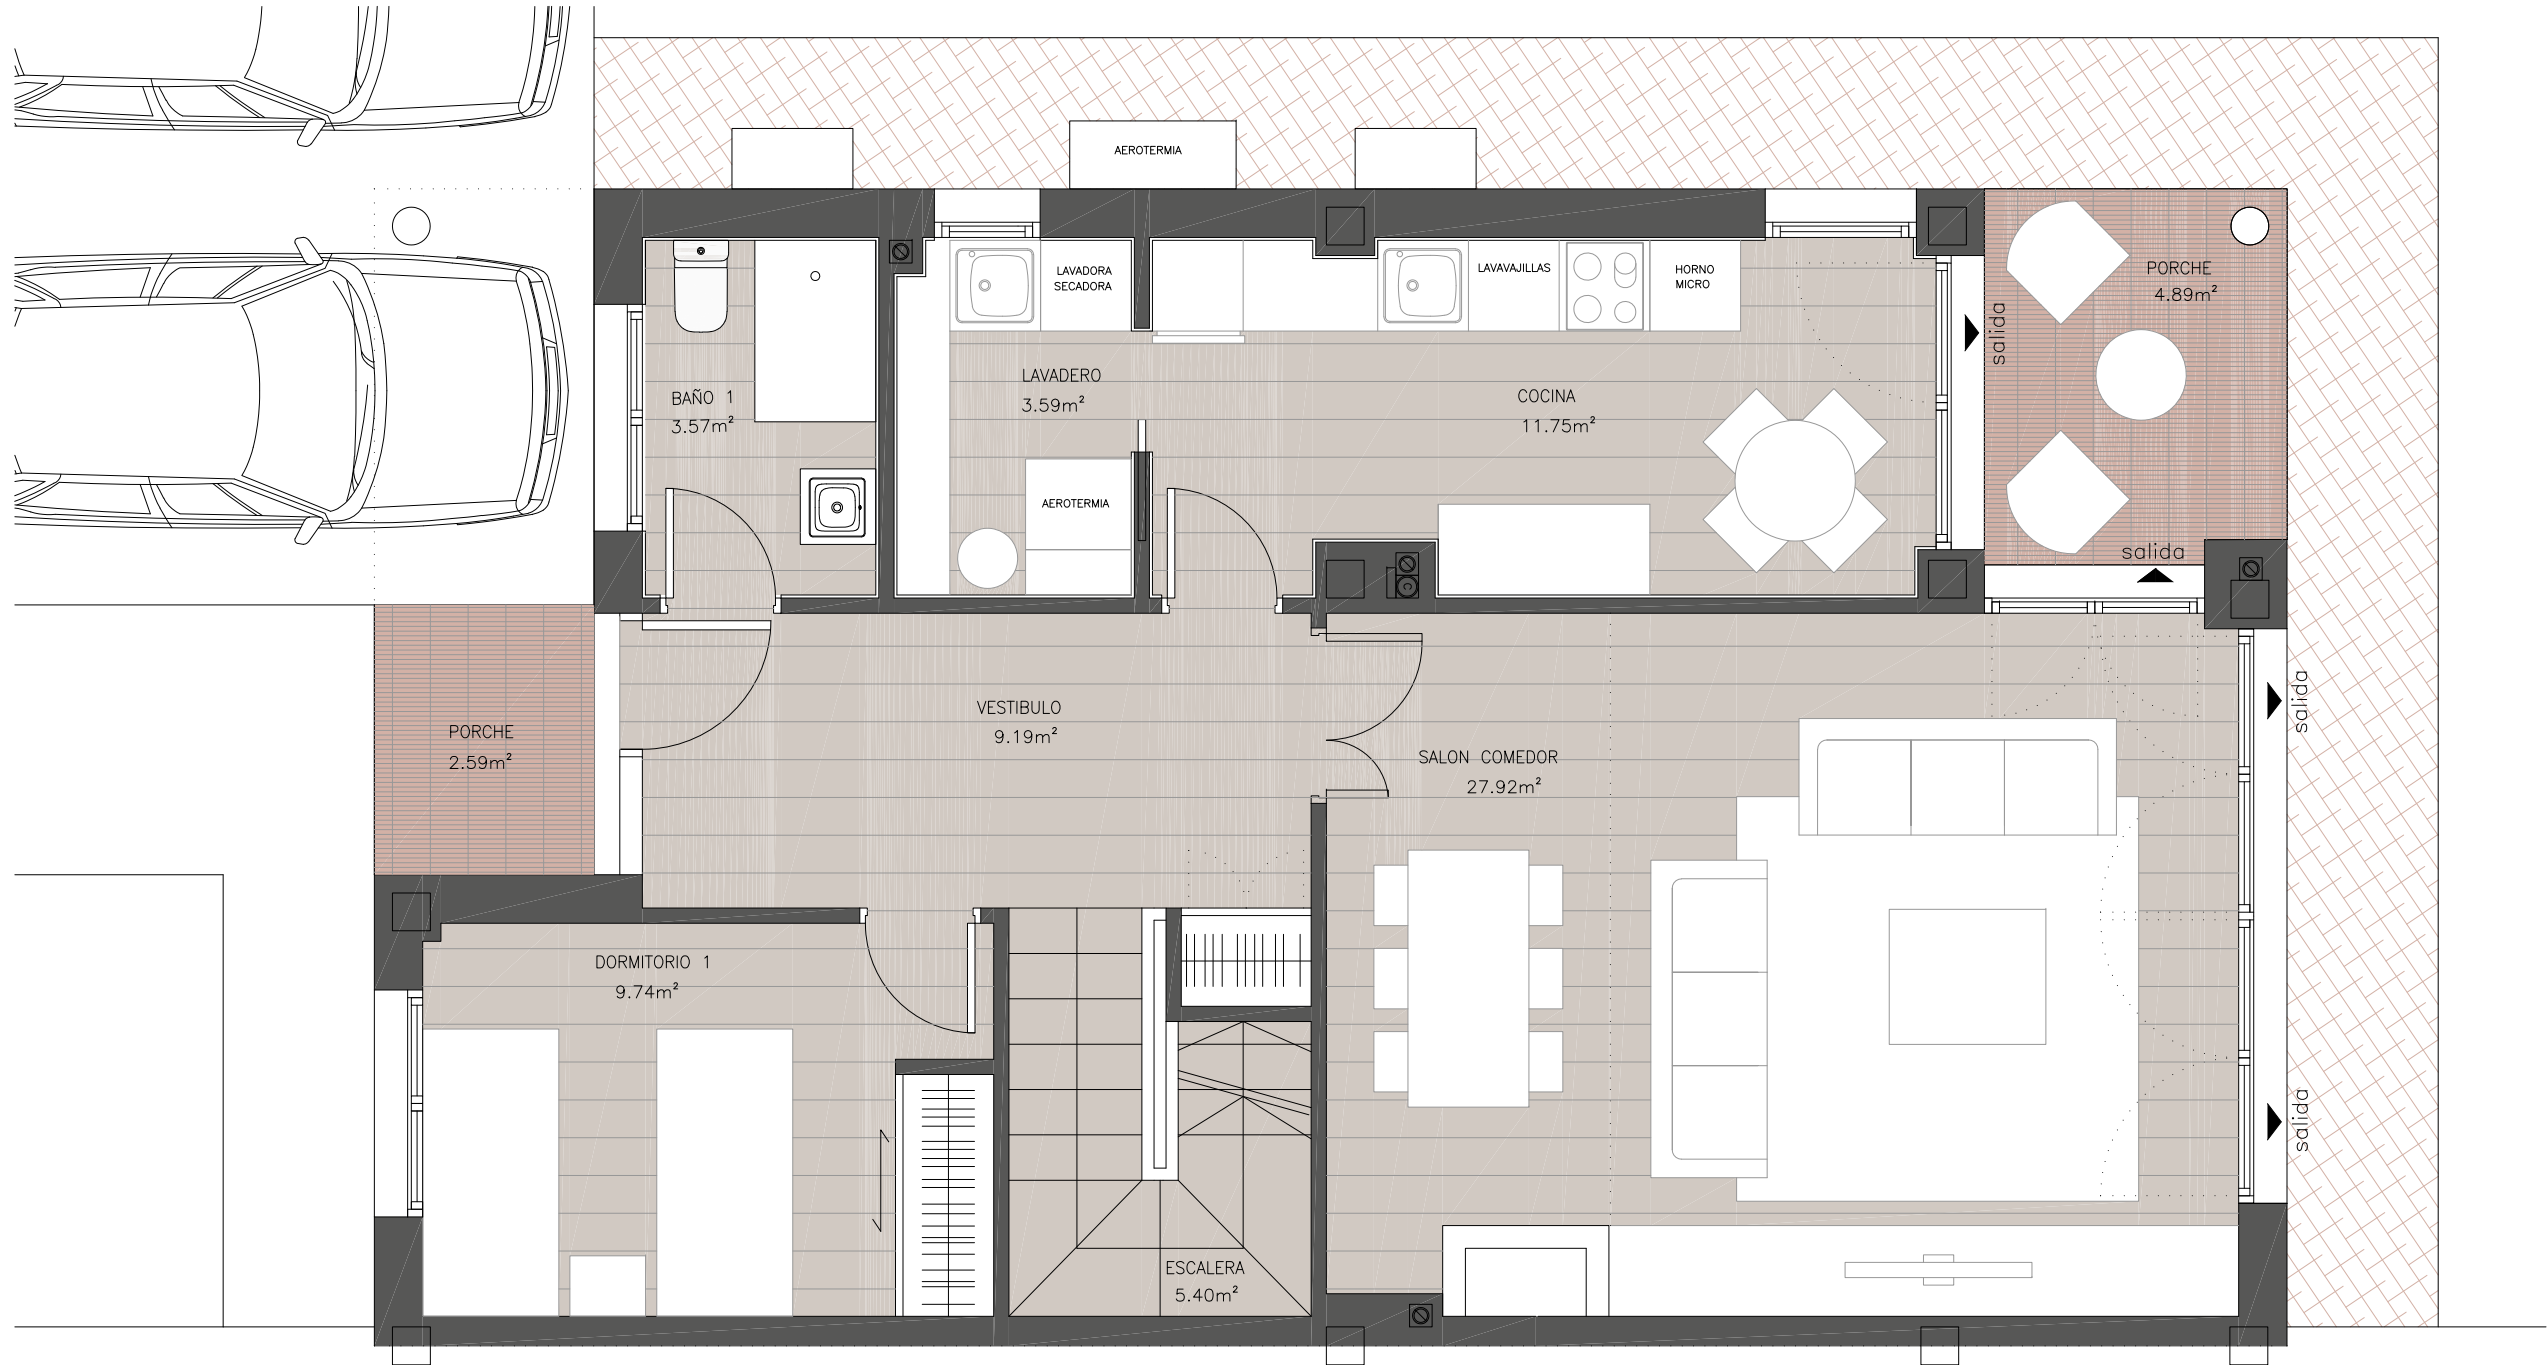 AEROTERMIA
LAVADORA
SECADORA
LAVAVAJILLAS
HORNO
MICRO
PORCHE
4.89m²
salida
BAÑO 1
3.57m²
LAVADERO
3.59m²
COCINA
11.75m²
AEROTERMIA
salida
PORCHE
2.59m²
VESTIBULO
9.19m²
SALON COMEDOR
27.92m²
salida
DORMITORIO 1
9.74m²
salida
ESCALERA
5.40m²